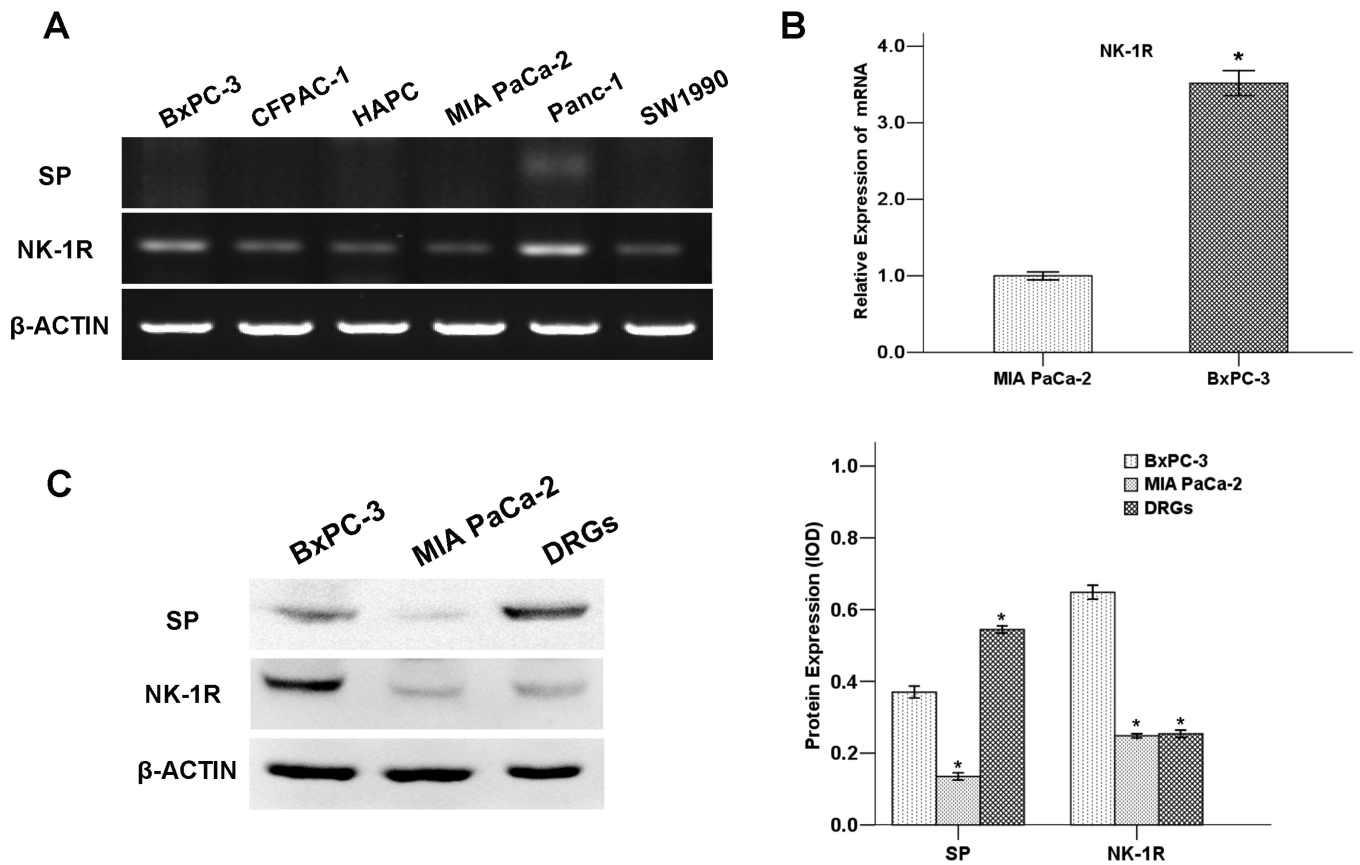 A
BxPC-3 CFPAC-1 HAPC MIA PaCa-2 Panc-1 SW1990
SP
NK-1R
β-ACTIN
B
NK-1R
*
Relative Expression of mRNA
4.0
3.0
2.0
1.0
0.0
MIA PaCa-2 BxPC-3
C
BxPC-3 MIA PaCa-2 DRGs
SP
NK-1R
β-ACTIN
BxPC-3
MIA PaCa-2
DRGs
Protein Expression (IOD)
1.0
0.8
0.6
0.4
0.2
0.0
* * * *
SP NK-1R